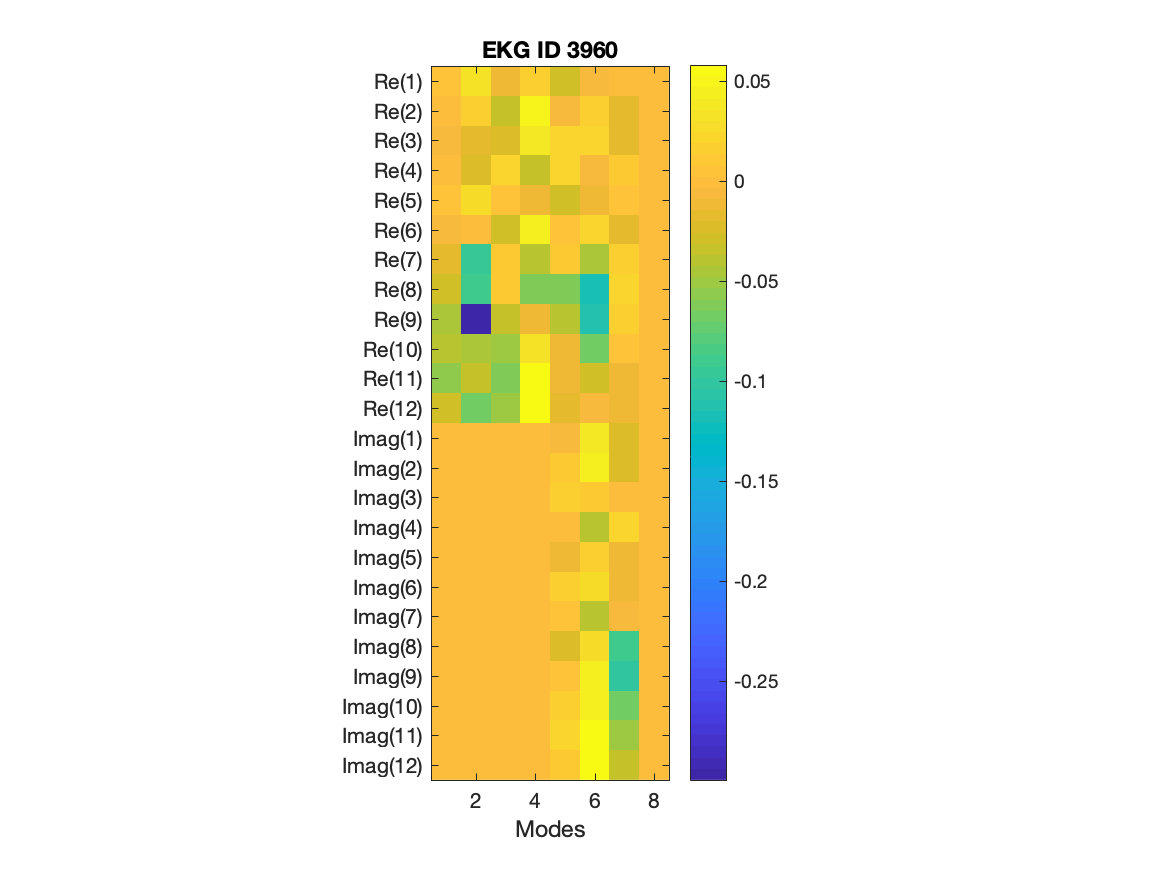 EKG ID 3960
Re(1)
Re(2)
Re(3)
Re(4)
Re(5)
Re(6)
Re(7)
Re(8)
Re(9)
Re(10)
Re(11)
Re(12)
Imag(1)
Imag(2)
Imag(3)
Imag(4)
Imag(5)
Imag(6)
Imag(7)
Imag(8)
Imag(9)
Imag(10)
Imag(11)
Imag(12)
2 4 6 8
Modes
0.05
0
-0.05
-0.1
-0.15
-0.2
-0.25